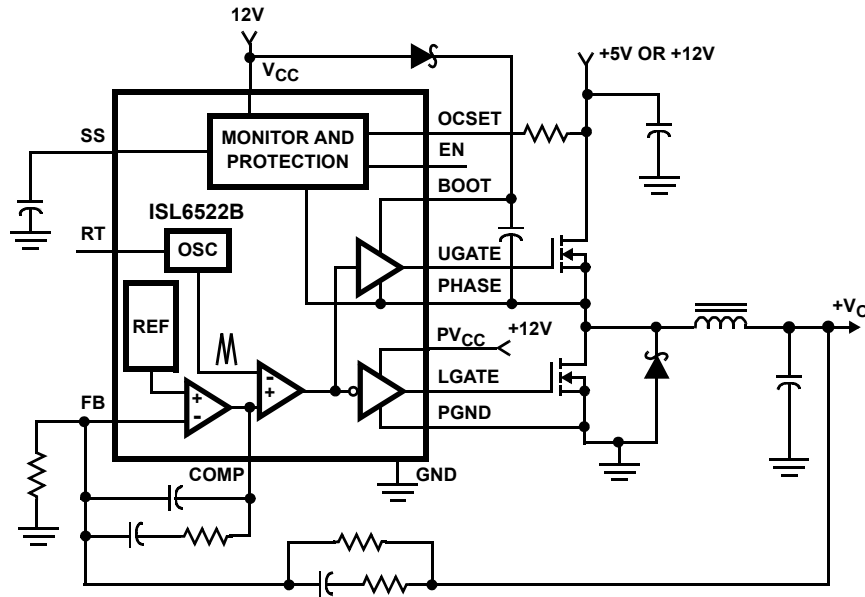 12V
+5V OR +12V
VCC
SS
MONITOR AND
PROTECTION
OCSET
EN
BOOT
ISL6522B
RT
OSC
UGATE
PHASE
REF
+VO
PVCC
+12V
LGATE
FB
+
-
-
+
PGND
COMP
GND